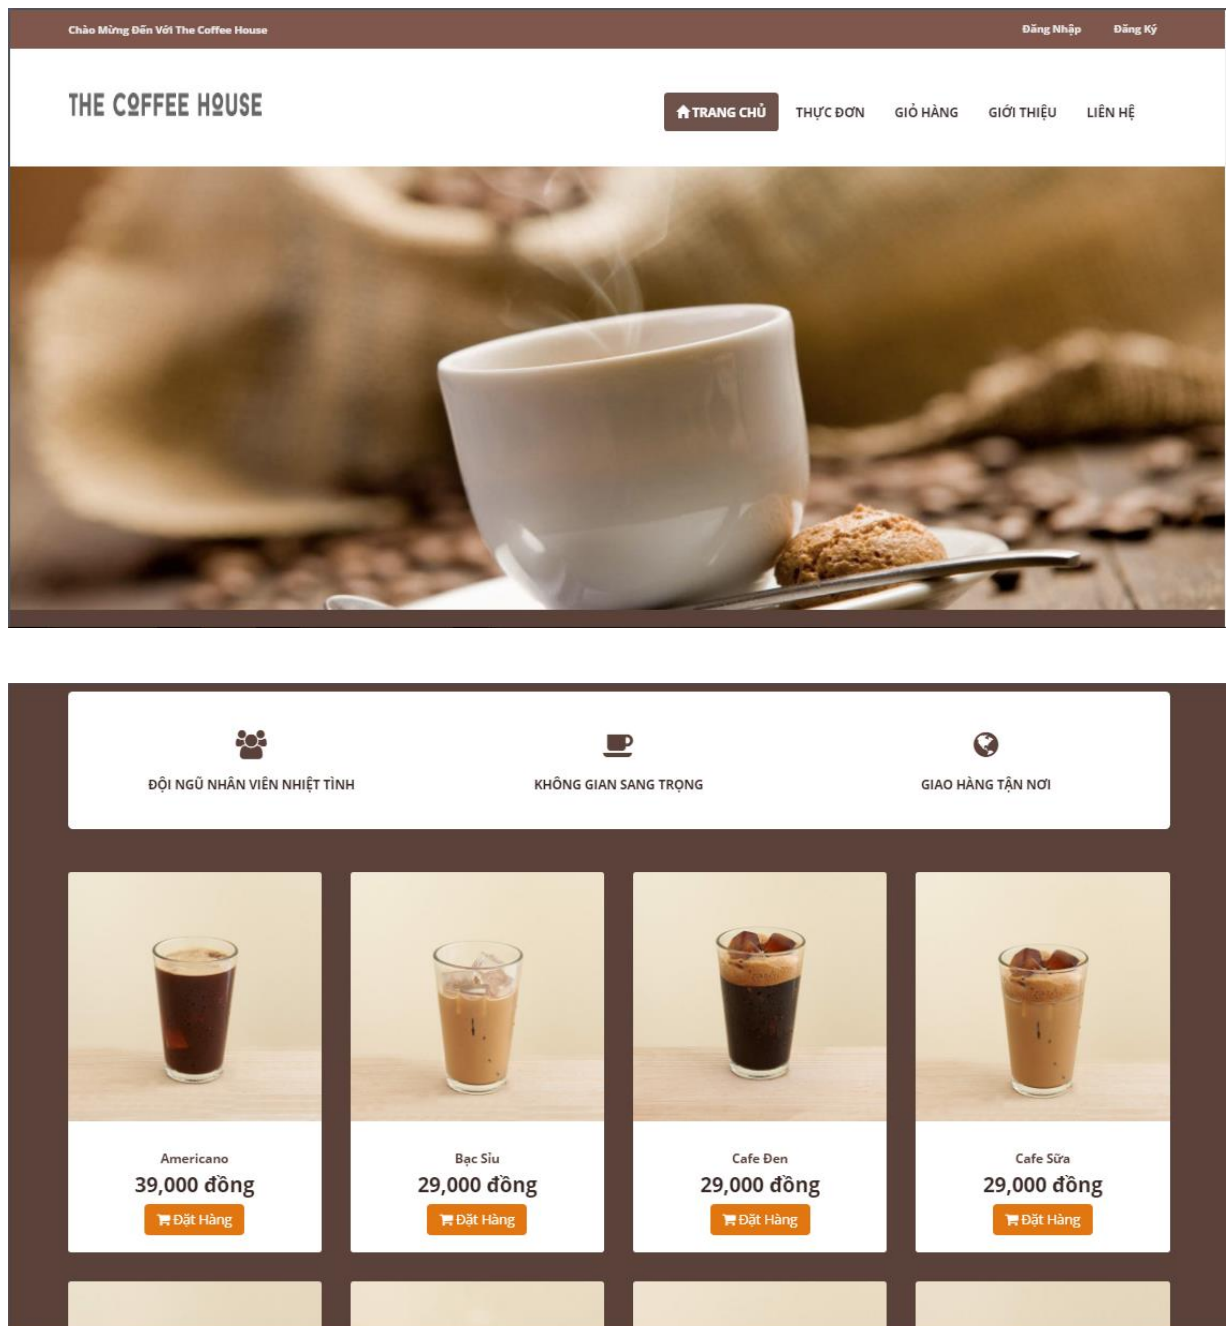 Chào Mừng Đến Với The Coffee House
Đăng Nhập Đăng Ký
THE COFFEE HOUSE
TRANG CHỦ THỰC ĐƠN GIỎ HÀNG GIỚI THIỆU LIÊN HỆ
ĐỘI NGŨ NHÂN VIÊN NHIỆT TÌNH
KHÔNG GIAN SANG TRỌNG
GIAO HÀNG TẬN NƠI
Americano
39,000 đồng
Đặt Hàng
Bạc Sỉu
29,000 đồng
Đặt Hàng
Cafe Đen
29,000 đồng
Đặt Hàng
Cafe Sữa
29,000 đồng
Đặt Hàng